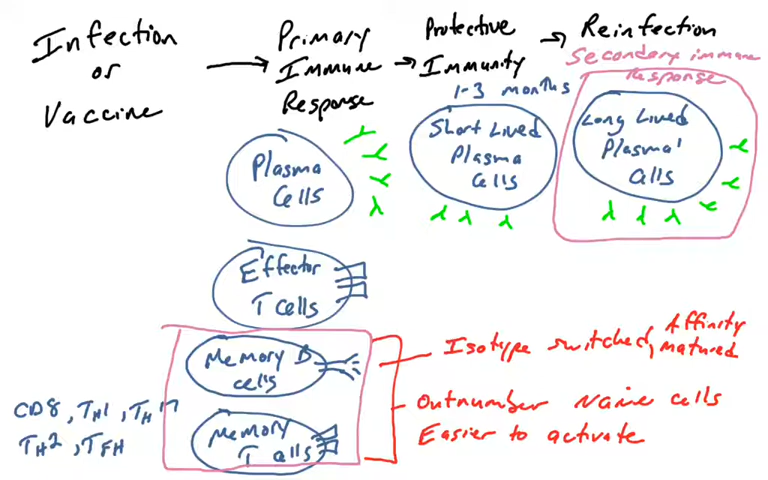 Infection
or
Vaccine
Primary
Immune
Response
Protective
Immunity
1-3 months
Reinfection
Secondary immune
Response
Plasma
Cells
Short Lived
Plasma
Cells
Long Lived
Plasma
Cells
Effector
T Cells
Memory B
cells
Memory
T Cells
CD8, TH1, TH17
TH2, TFH
Isotype switched, Affinity
matured
Outnumber Naive cells
Easier to activate